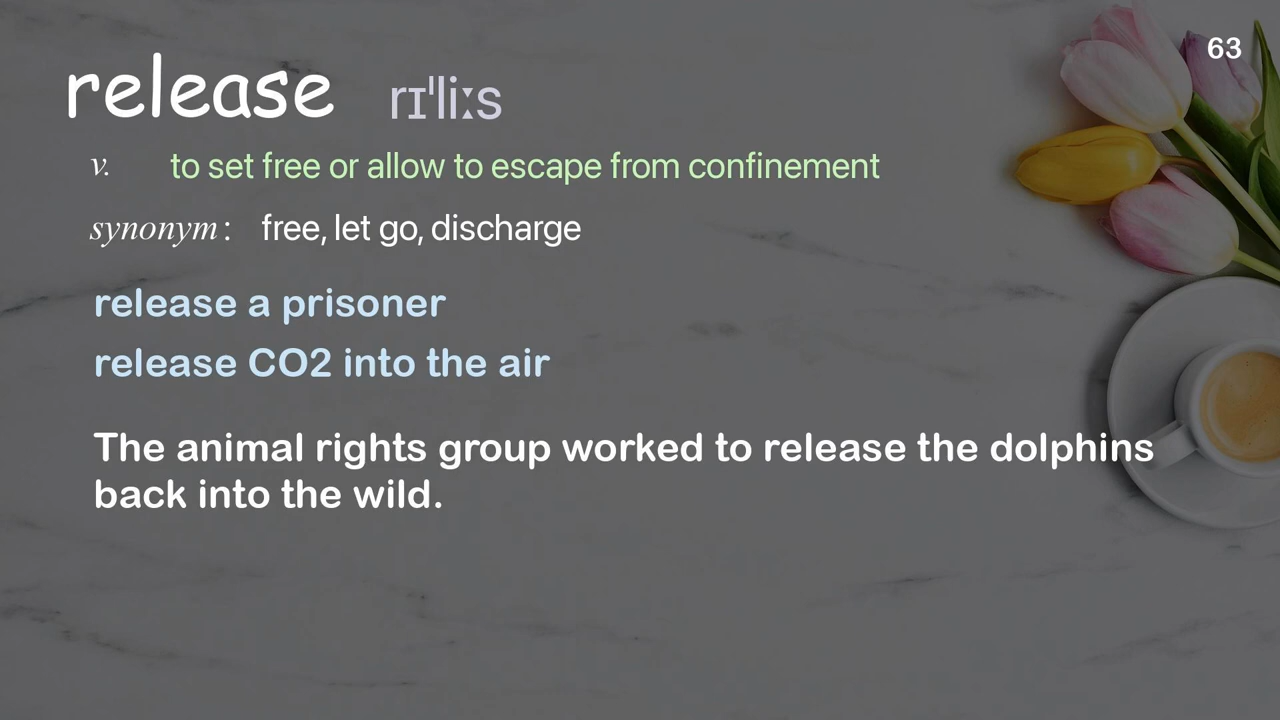 63
release rɪˈliːs
v. to set free or allow to escape from confinement
synonym : free, let go, discharge
release a prisoner
release CO2 into the air
The animal rights group worked to release the dolphins
back into the wild.